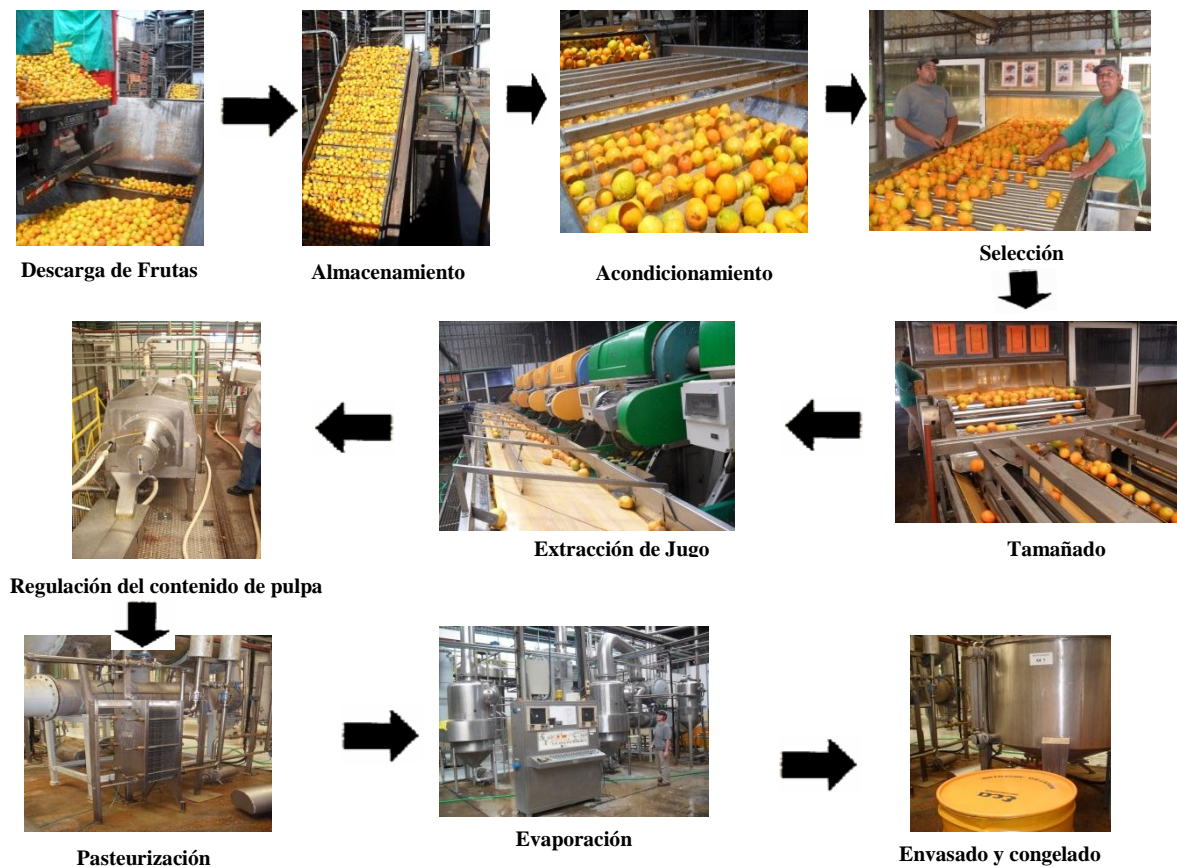 Descarga de Frutas
Almacenamiento
Acondicionamiento
Selección
Regulación del contenido de pulpa
Extracción de Jugo
Tamañado
Pasteurización
Evaporación
Envasado y congelado
eca